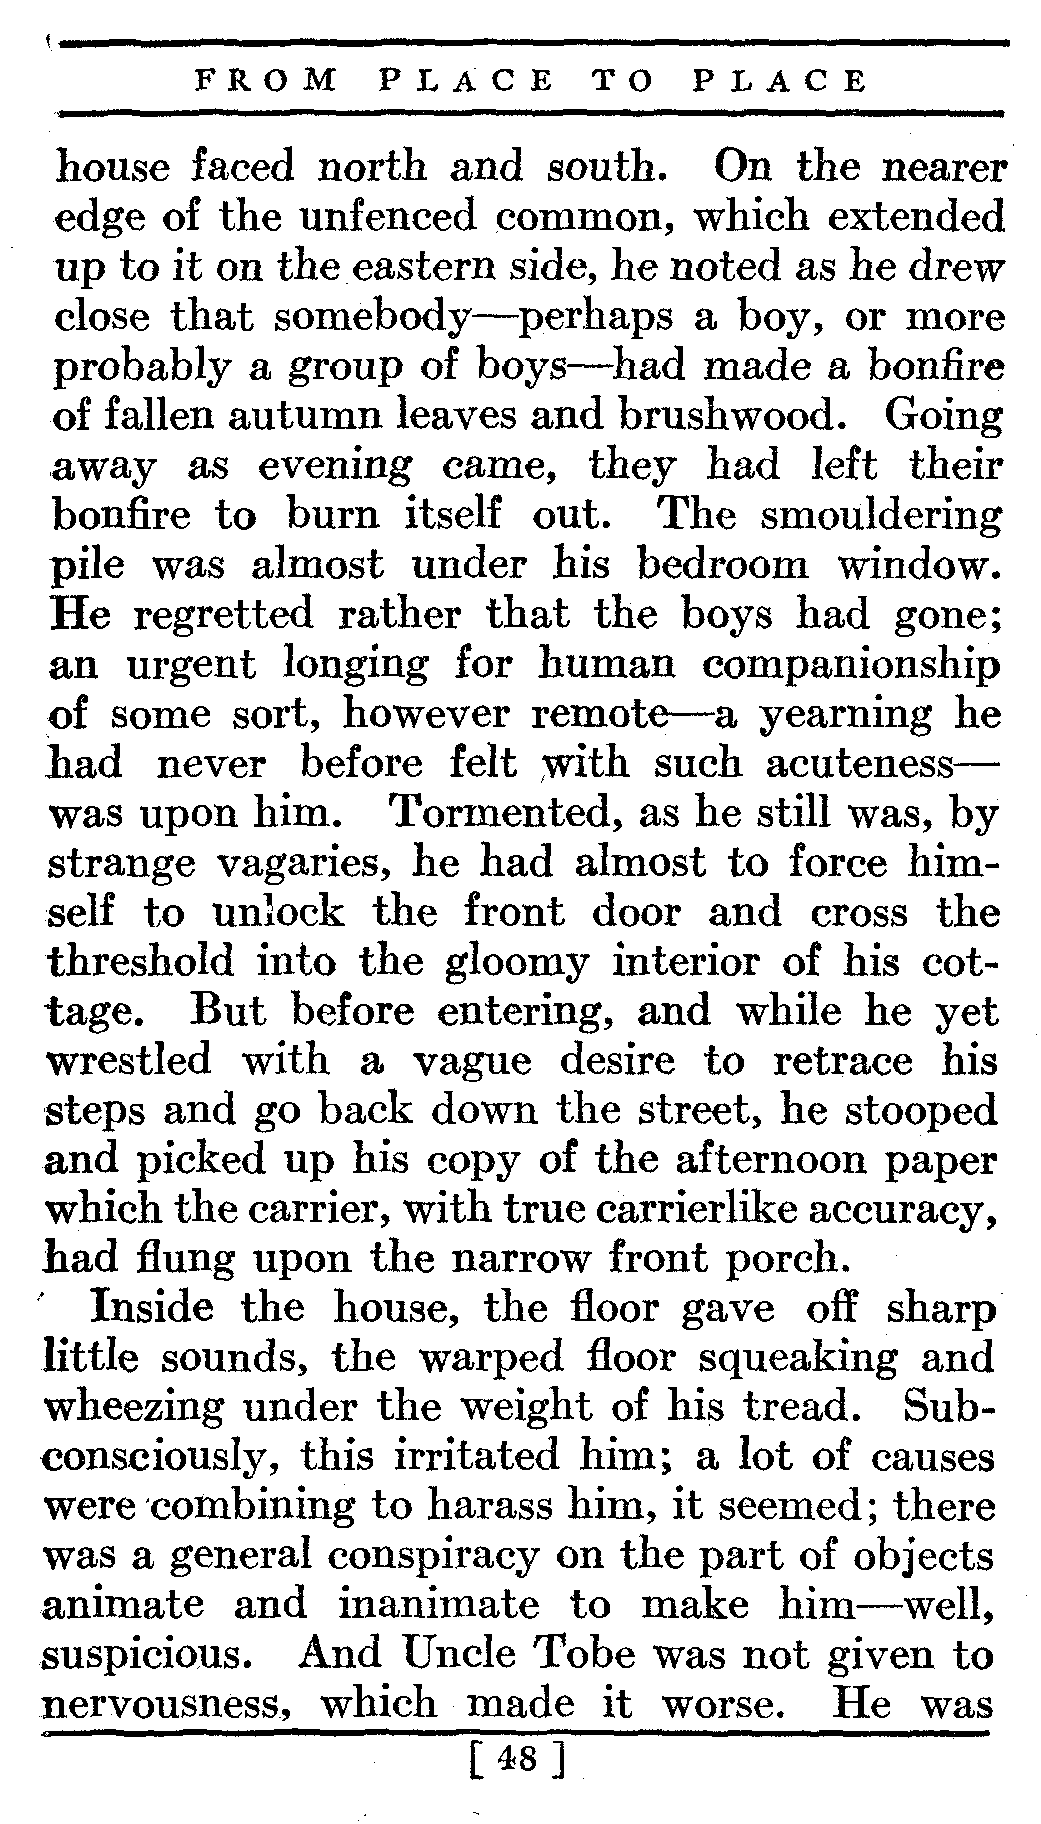 FROM PLACE TO PLACE
house faced north and south. On the nearer
edge of the unfenced common, which extended
up to it on the eastern side, he noted as he drew
close that somebody—perhaps a boy, or more
probably a group of boys—had made a bonfire
of fallen autumn leaves and brushwood. Going
away as evening came, they had left their
bonfire to burn itself out. The smouldering
pile was almost under his bedroom window.
He regretted rather that the boys had gone;
an urgent longing for human companionship
of some sort, however remote—a yearning he
had never before felt with such acuteness—
was upon him. Tormented, as he still was, by
strange vagaries, he had almost to force him-
self to unlock the front door and cross the
threshold into the gloomy interior of his cot-
tage. But before entering, and while he yet
wrestled with a vague desire to retrace his
steps and go back down the street, he stooped
and picked up his copy of the afternoon paper
which the carrier, with true carrierlike accuracy,
had flung upon the narrow front porch.
Inside the house, the floor gave off sharp
little sounds, the warped floor squeaking and
wheezing under the weight of his tread. Sub-
consciously, this irritated him; a lot of causes
were combining to harass him, it seemed; there
was a general conspiracy on the part of objects
animate and inanimate to make him—well,
suspicious. And Uncle Tobe was not given to
nervousness, which made it worse. He was
[ 48 ]